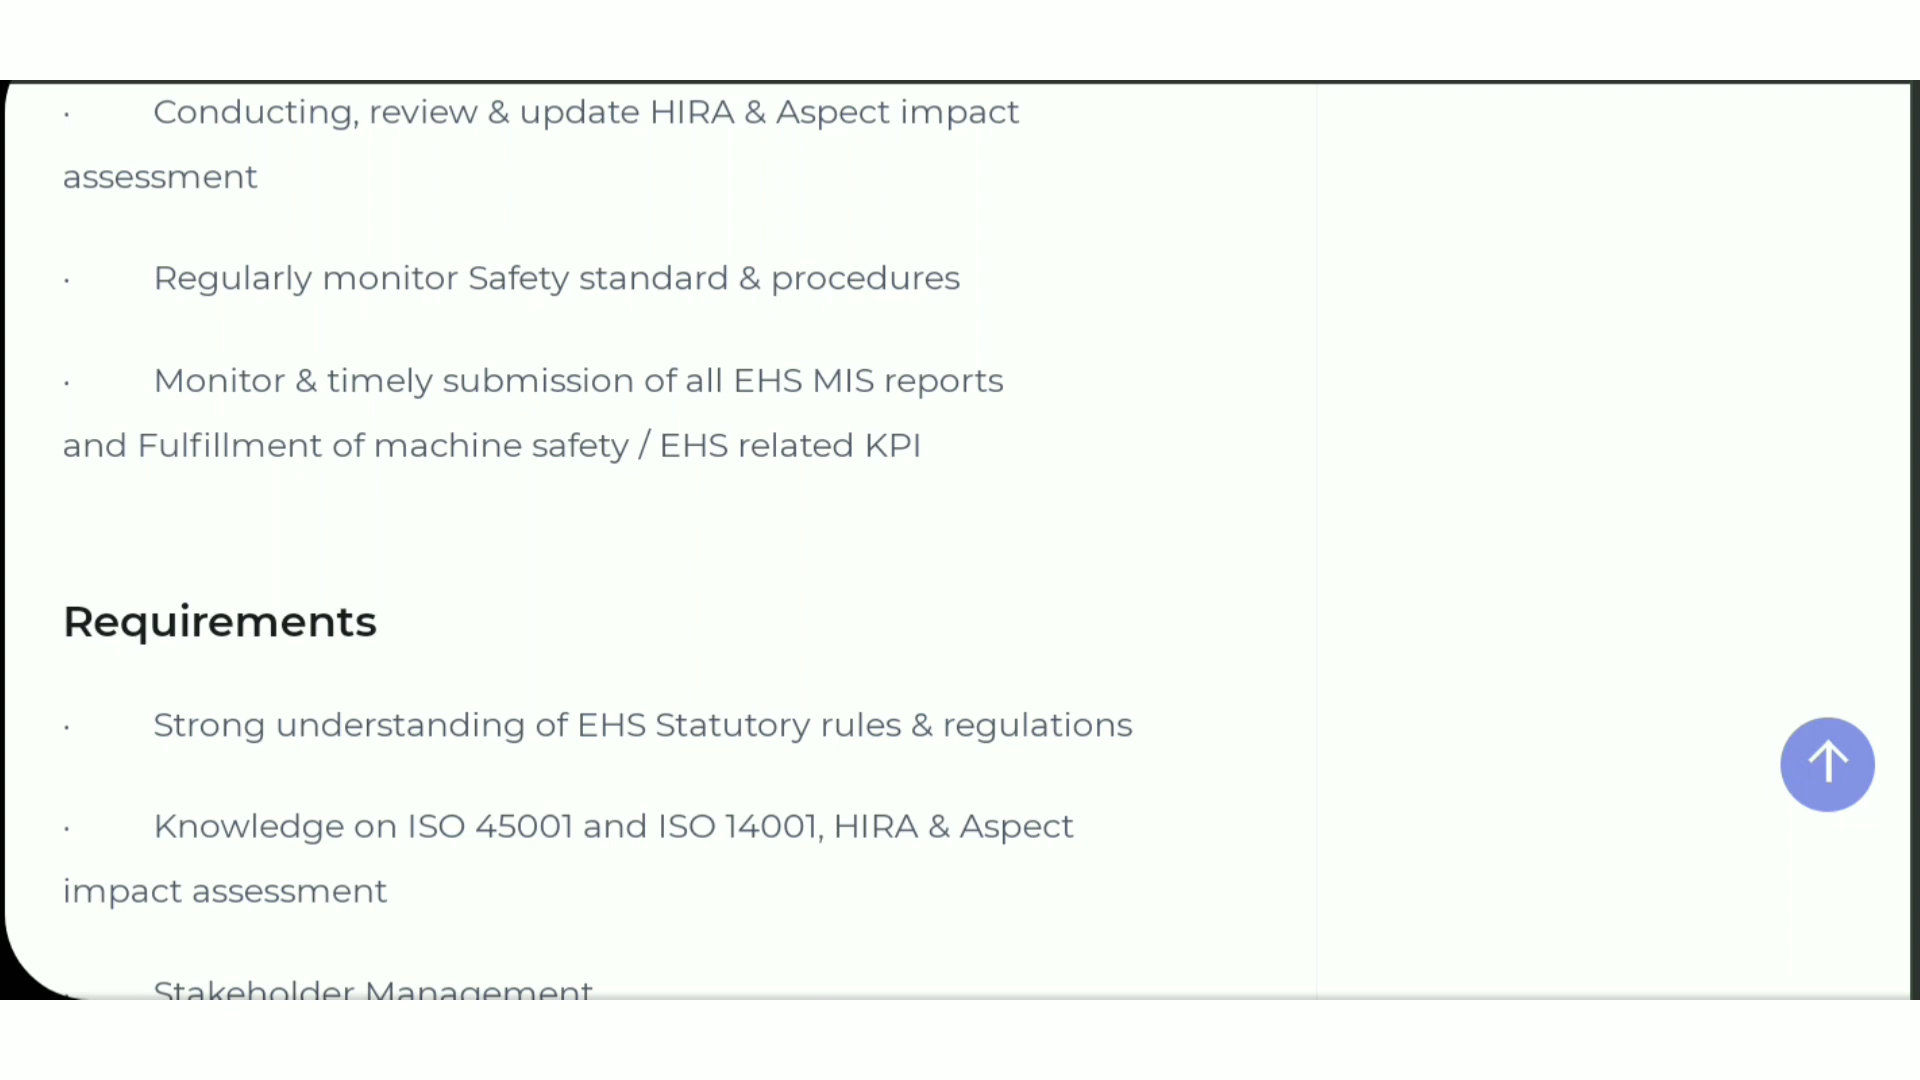 · Conducting, review & update HIRA & Aspect impact
assessment
· Regularly monitor Safety standard & procedures
· Monitor & timely submission of all EHS MIS reports
and Fulfillment of machine safety / EHS related KPI
Requirements
· Strong understanding of EHS Statutory rules & regulations
· Knowledge on ISO 45001 and ISO 14001, HIRA & Aspect
impact assessment
Stakeholder Management